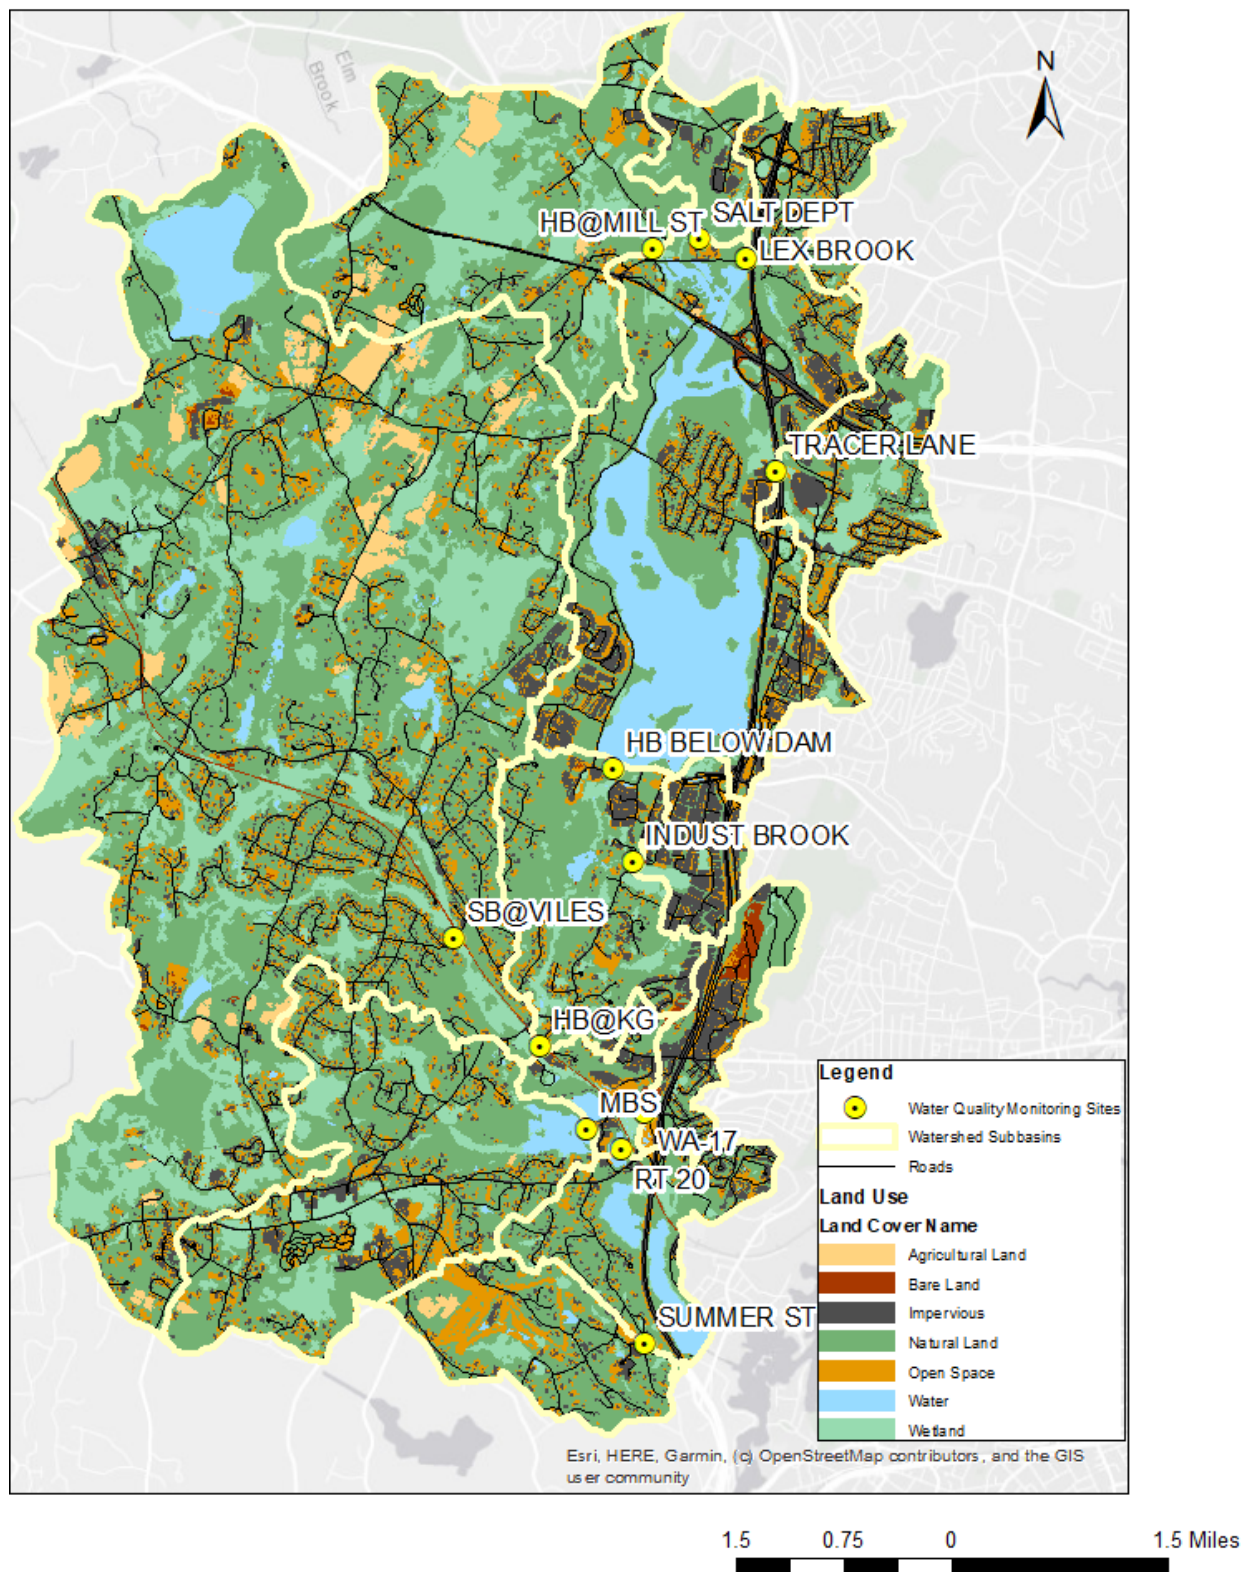 Elm
Brook
N
HB@MILL ST
SALT DEPT
LEX BROOK
TRACER LANE
HB BELOW DAM
INDUST BROOK
SB@VILES
HB@KG
MBS
WA-17
RT 20
SUMMER ST
Legend
Water Quality Monitoring Sites
Watershed Subbasins
Roads
Land Use
Land Cover Name
Agricultural Land
Bare Land
Impervious
Natural Land
Open Space
Water
Wetland
Esri, HERE, Garmin, (c) OpenStreetMap contributors, and the GIS
user community
1.5 0.75 0 1.5 Miles